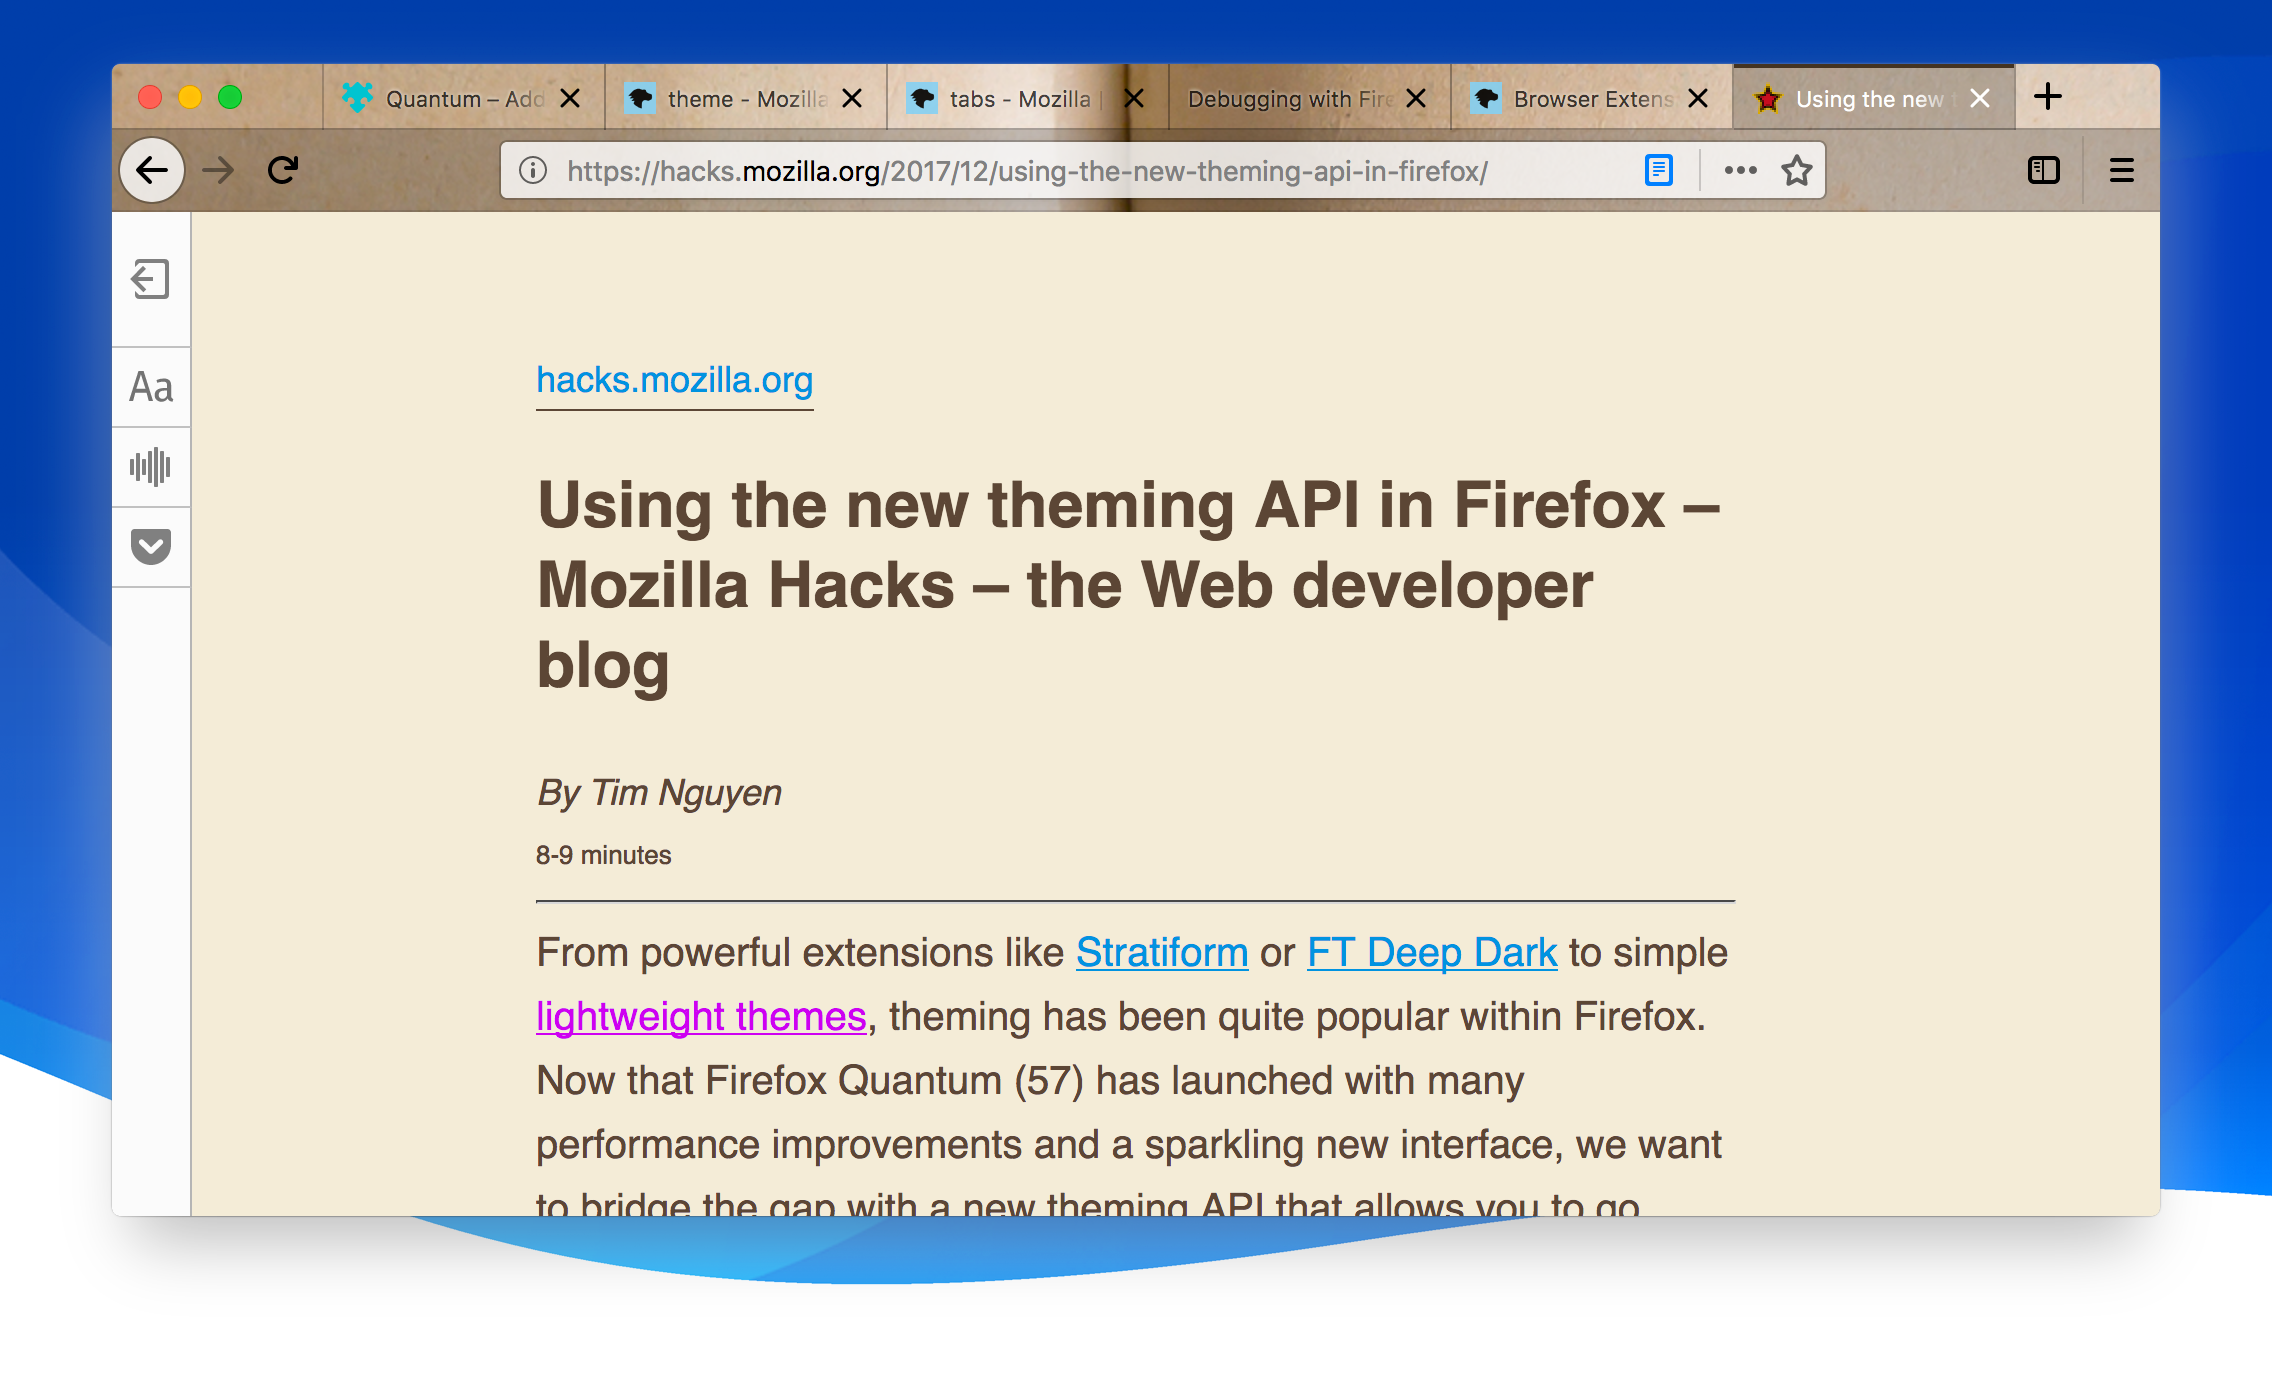 Quantum – Add
theme - Mozilla
tabs - Mozilla |
Debugging with Fire
Browser Extens
Using the new
https://hacks.mozilla.org/2017/12/using-the-new-theming-api-in-firefox/
Aa
hacks.mozilla.org
Using the new theming API in Firefox –
Mozilla Hacks – the Web developer
blog
By Tim Nguyen
8-9 minutes
From powerful extensions like Stratiform or FT Deep Dark to simple
lightweight themes, theming has been quite popular within Firefox.
Now that Firefox Quantum (57) has launched with many
performance improvements and a sparkling new interface, we want
to bridge the gap with a new theming API that allows you to go